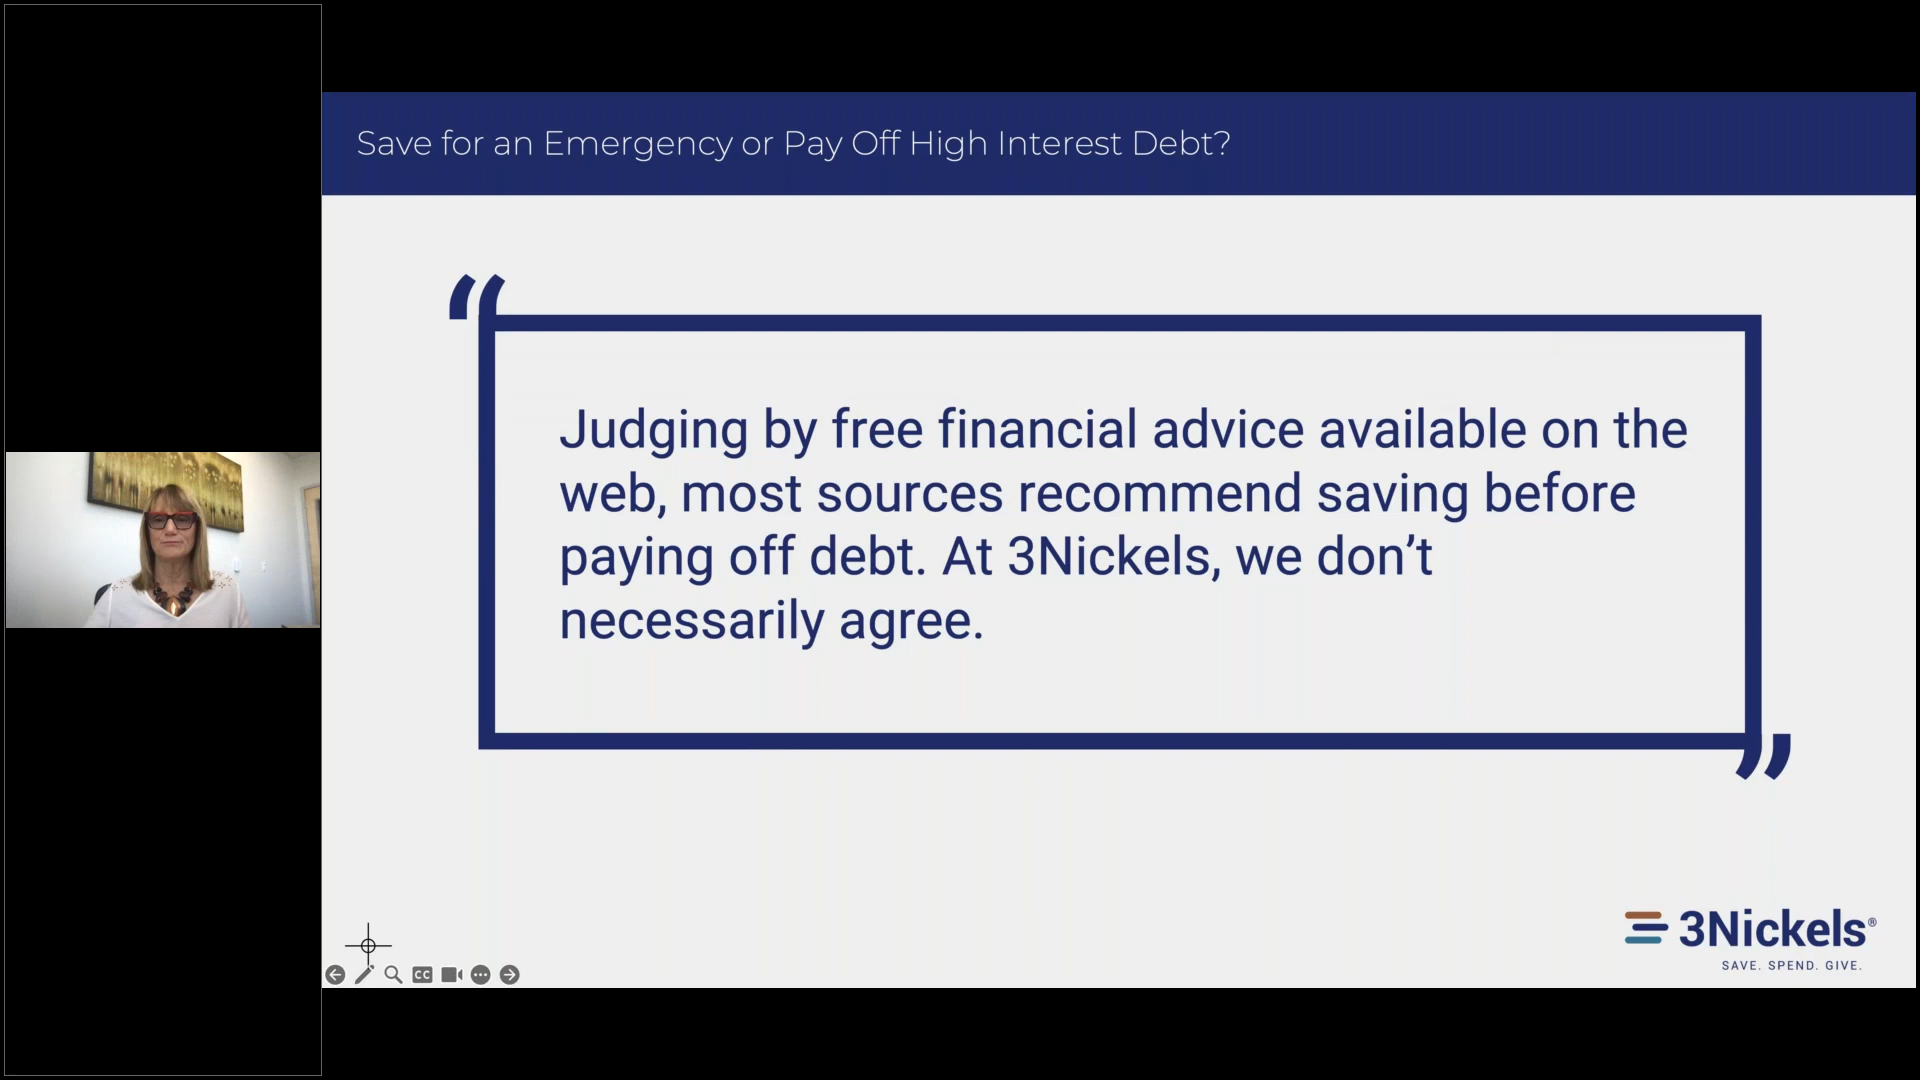 Save for an Emergency or Pay Off High Interest Debt?
“
Judging by free financial advice available on the
web, most sources recommend saving before
paying off debt. At 3Nickels, we don’t
necessarily agree.
”
3Nickels®
SAVE. SPEND. GIVE.
CC